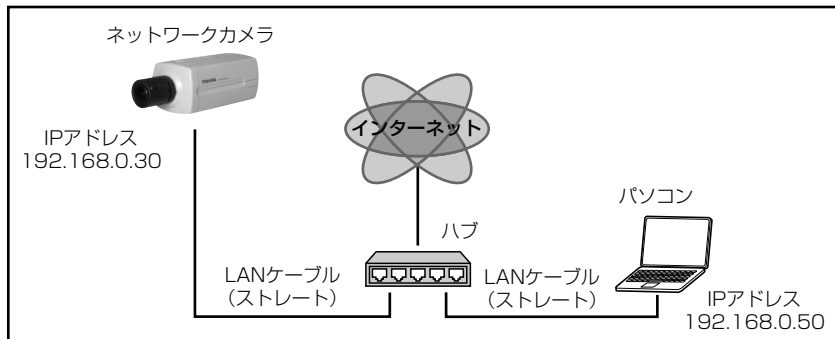 ネットワークカメラ
TOSHIBA
IPアドレス
192.168.0.30
インターネット
ハブ
パソコン
LANケーブル
（ストレート）
LANケーブル
（ストレート）
IPアドレス
192.168.0.50